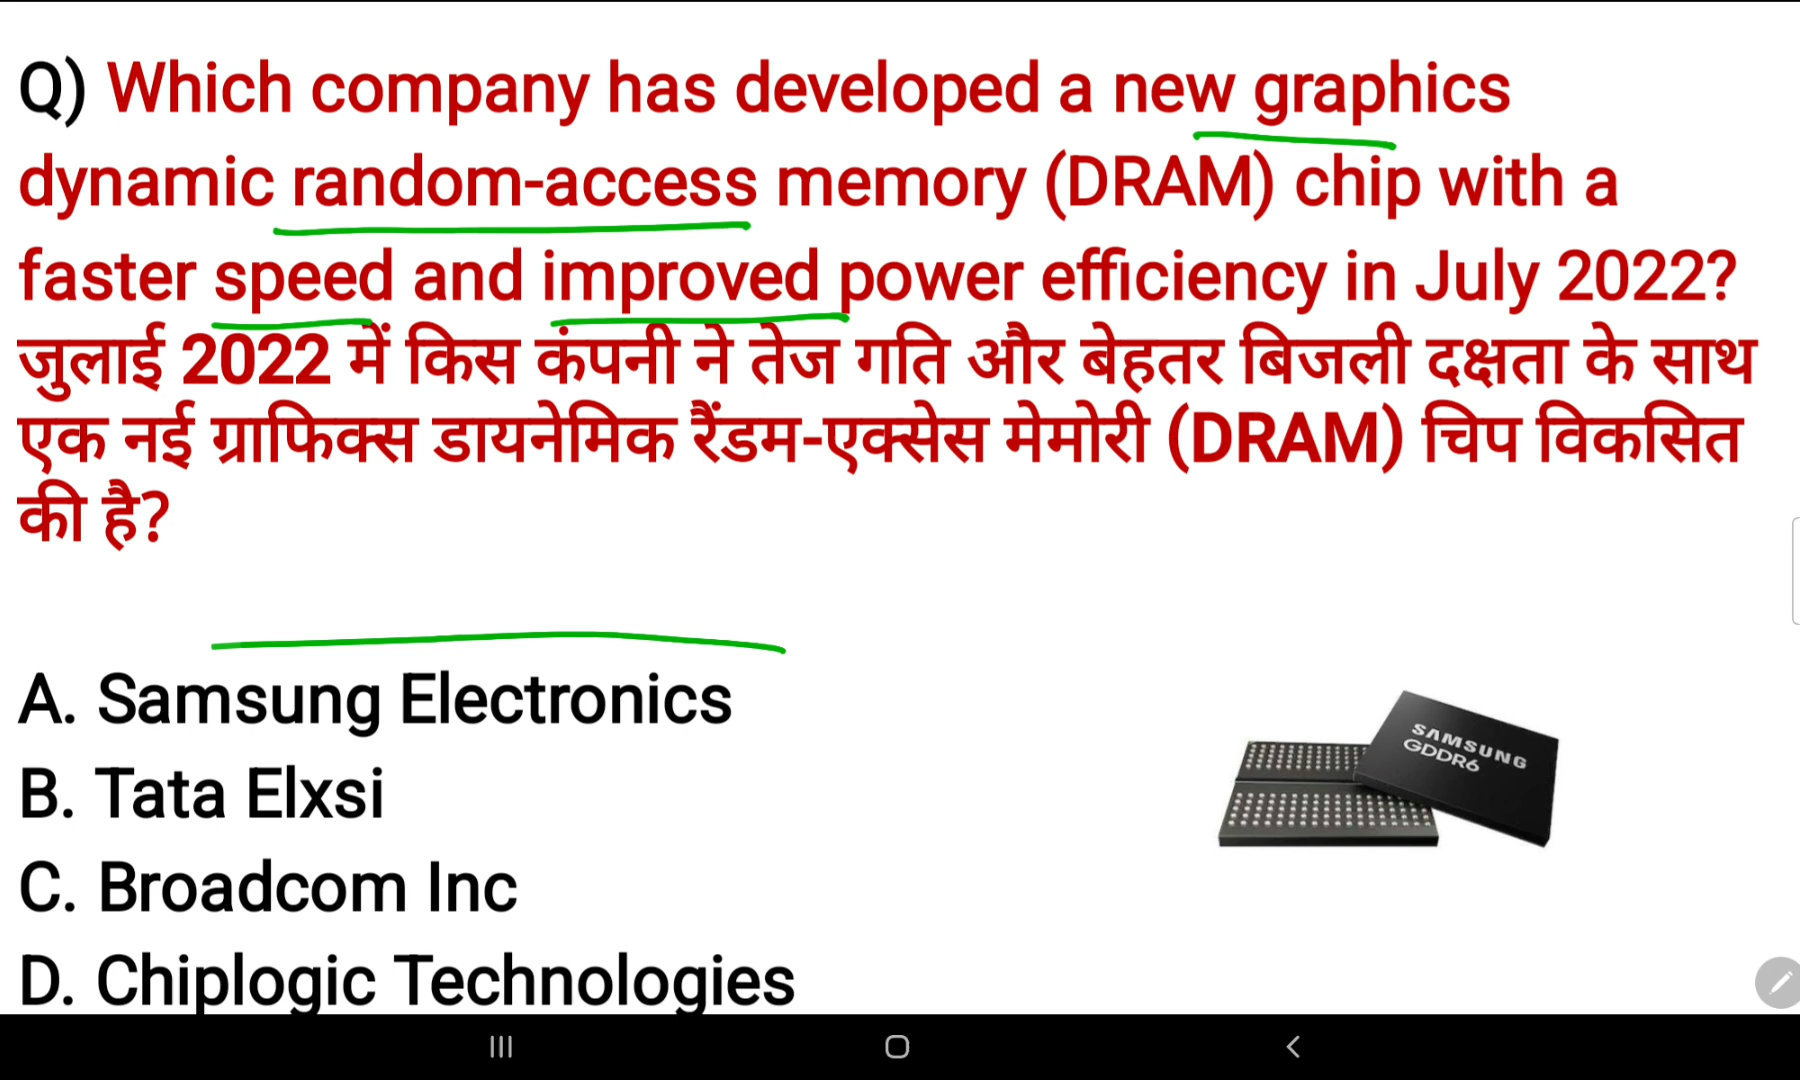 Q) Which company has developed a new graphics
dynamic random-access memory (DRAM) chip with a
faster speed and improved power efficiency in July 2022?
जुलाई 2022 में किस कंपनी ने तेज गति और बेहतर बिजली दक्षता के साथ
एक नई ग्राफिक्स डायनेमिक रैंडम-एक्सेस मेमोरी (DRAM) चिप विकसित
की है?
A. Samsung Electronics
B. Tata Elxsi
C. Broadcom Inc
D. Chiplogic Technologies
SAMSUNG
GDDR6